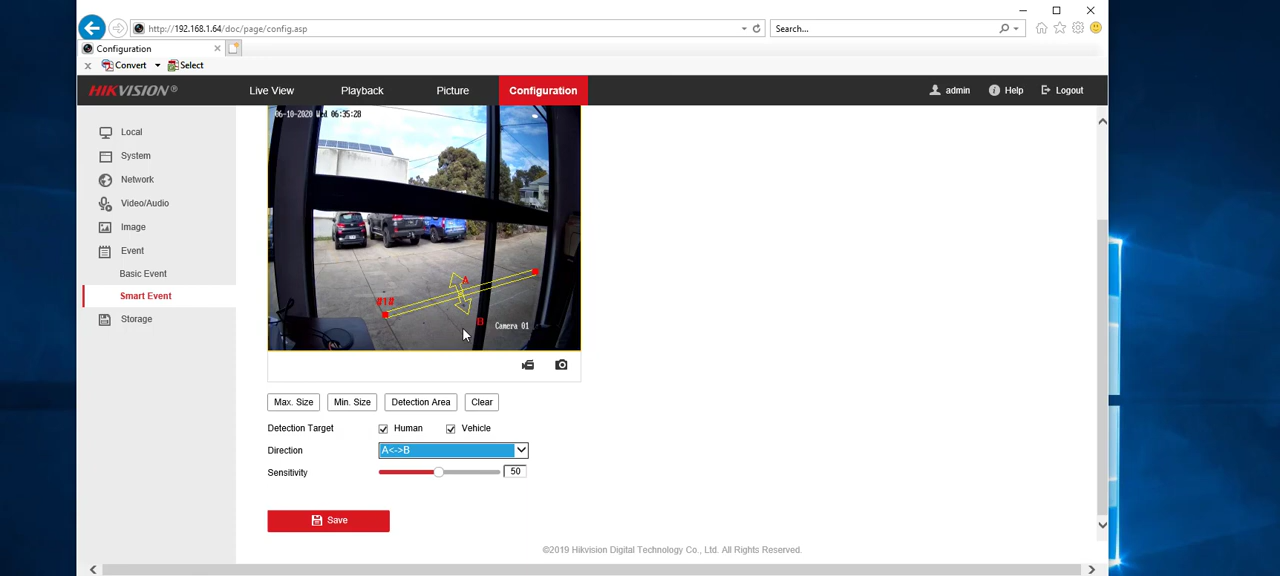 http://192.168.1.64/doc/page/config.asp
Search...
Configuration
Convert
Select
HIKVISION®
Live View
Playback
Picture
Configuration
admin
Help
Logout
06-10-2020 Wed 06:35:28
Local
System
Network
Video/Audio
Image
Event
Basic Event
Smart Event
Storage
A
#1#
B
Camera 01
Max. Size
Min. Size
Detection Area
Clear
Detection Target
Human
Vehicle
Direction
A<->B
Sensitivity
50
Save
©2019 Hikvision Digital Technology Co., Ltd. All Rights Reserved.